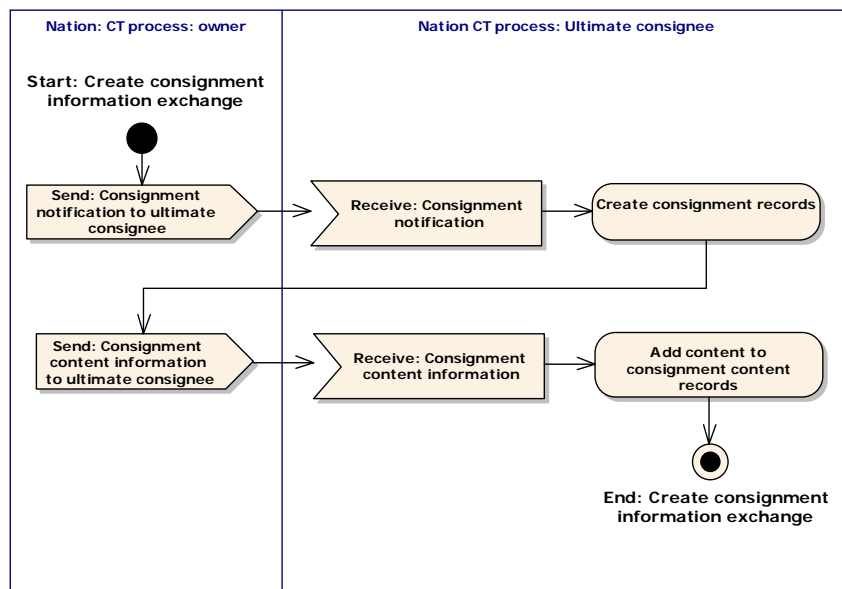 Nation: CT process: owner
Nation CT process: Ultimate consignee
Start: Create consignment
information exchange
Send: Consignment
notification to ultimate
consignee
Receive: Consignment
notification
Create consignment records
Send: Consignment
content information
to ultimate consignee
Receive: Consignment
content information
Add content to
consignment content
records
End: Create consignment
information exchange